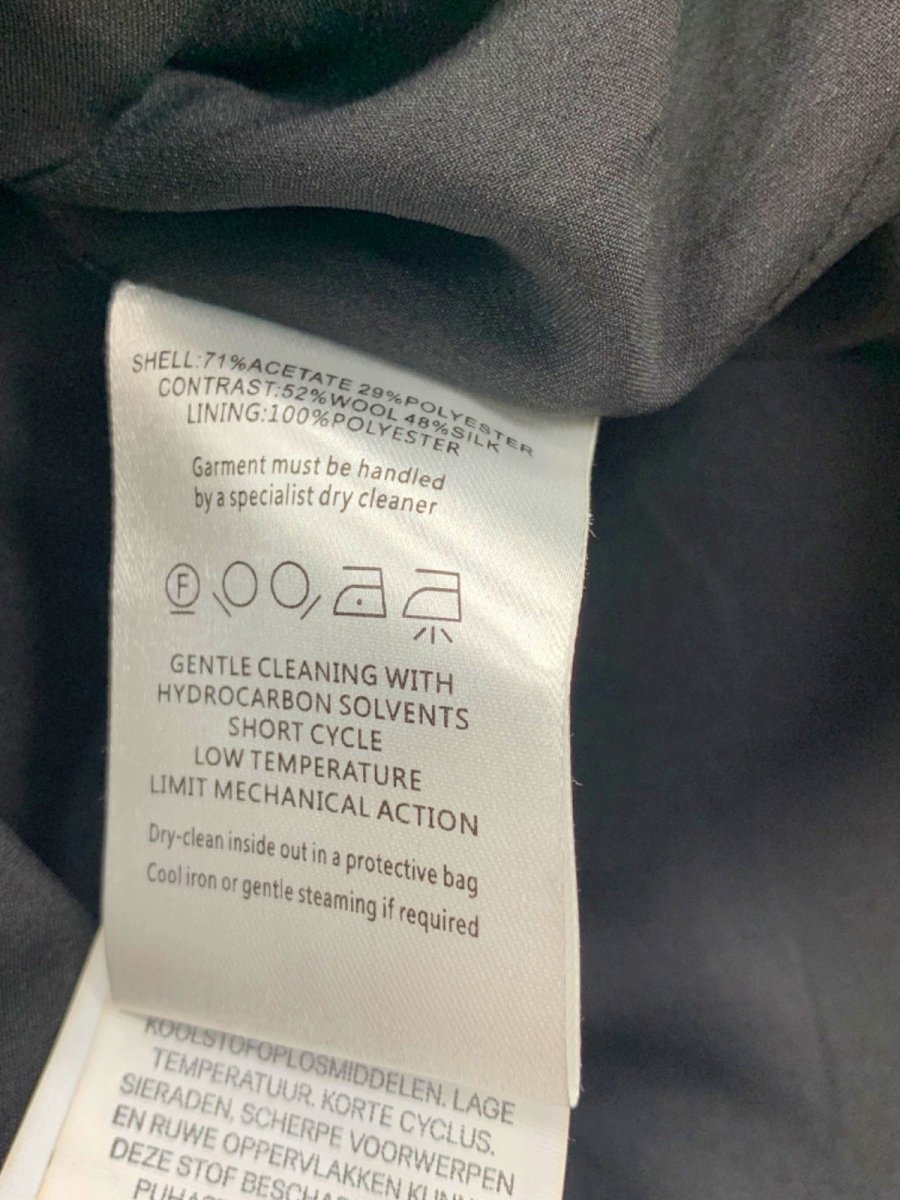 SHELL:71%ACETATE 29%POLYESTER
CONTRAST:52%WOOL 48%SILK
LINING:100%POLYESTER
Garment must be handled
by a specialist dry cleaner
F
GENTLE CLEANING WITH
HYDROCARBON SOLVENTS
SHORT CYCLE
LOW TEMPERATURE
LIMIT MECHANICAL ACTION
Dry-clean inside out in a protective bag
Cool iron or gentle steaming if required
KOOLSTOFOPLOSMIDDELEN. LAGE
TEMPERATUUR. KORTE CYCLUS.
SIERADEN, SCHERPE VOORWERPEN
EN RUWE OPPERVLAKKEN
DEZE STOF